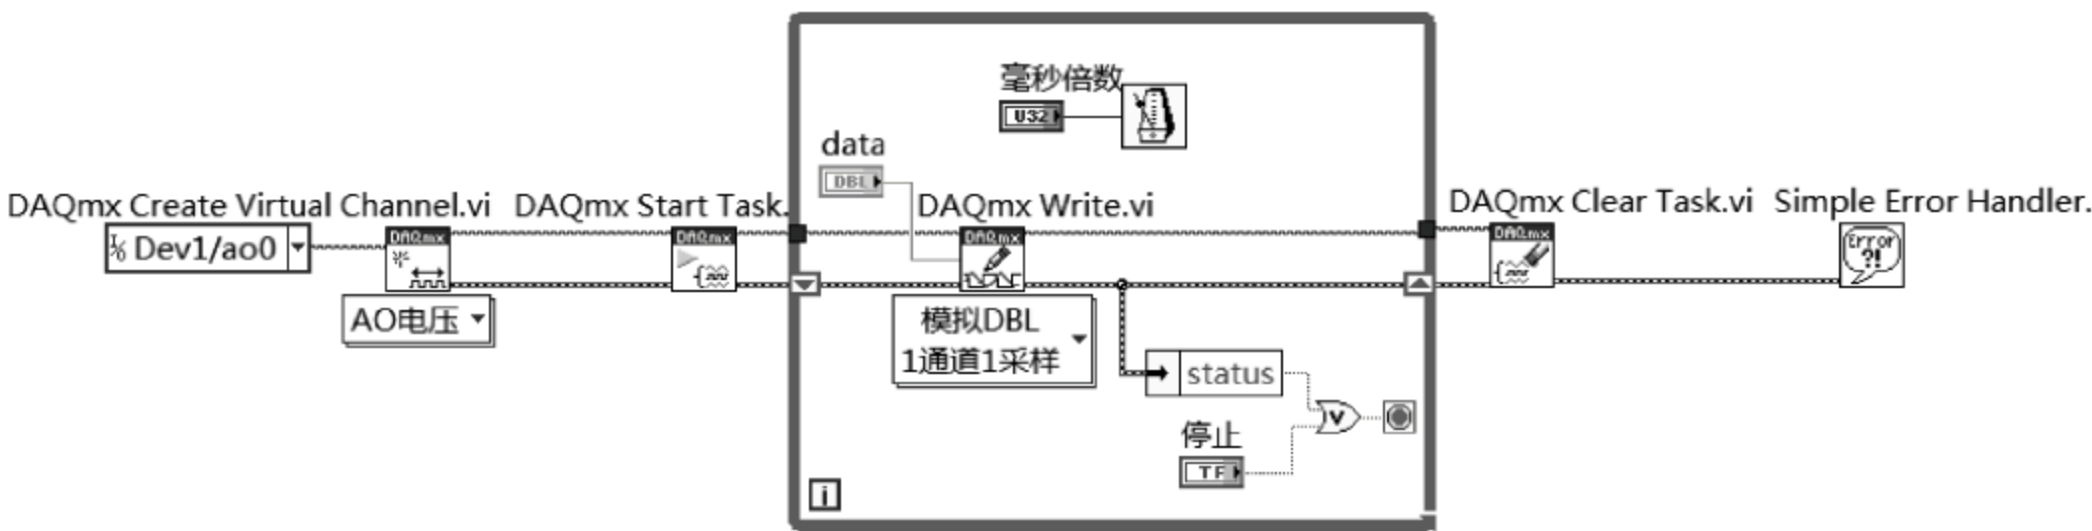 毫秒倍数
U32
data
DBL
DAQmx Create Virtual Channel.vi
DAQmx Start Task.
DAQmx Write.vi
DAQmx Clear Task.vi
Simple Error Handler.
I/O Dev1/ao0
DAQmx
DAQmx
DAQmx
DAQmx
Error
?!
AO电压
模拟DBL
1通道1采样
status
V
停止
TF
i